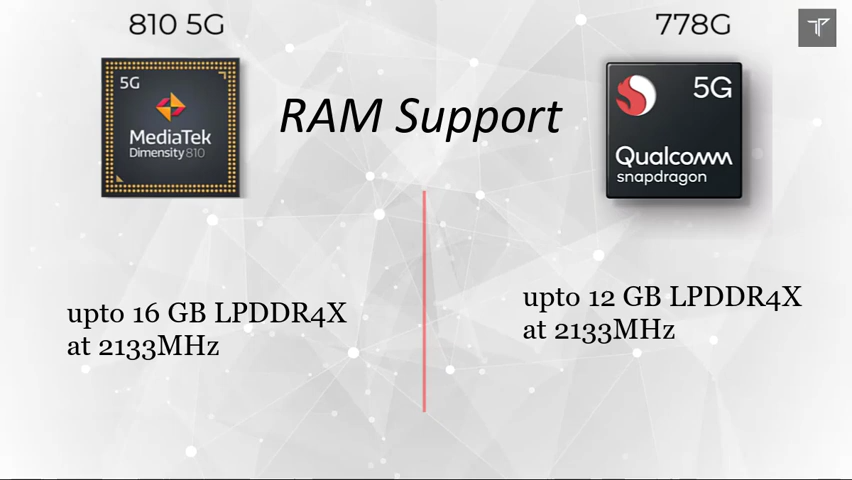 810 5G
778G
5G
MediaTek
Dimensity 810
RAM Support
5G
Qualcomm
snapdragon
upto 16 GB LPDDR4X
at 2133MHz
upto 12 GB LPDDR4X
at 2133MHz